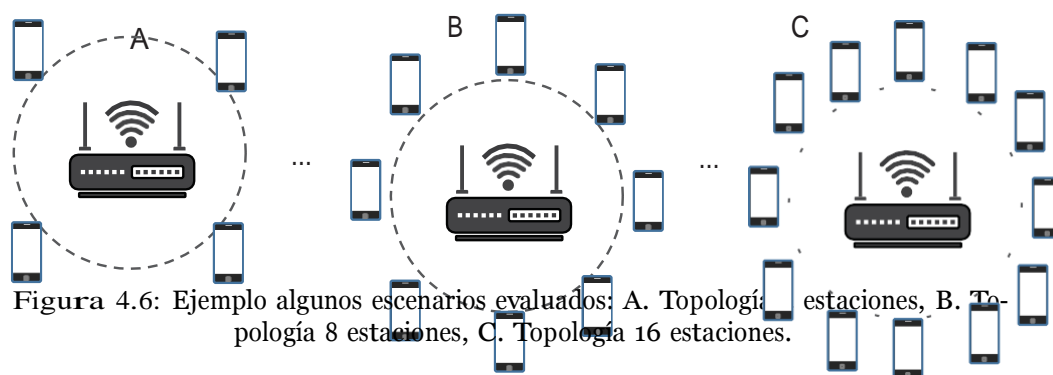 A
B
C
...
...
Figura 4.6: Ejemplo algunos escenarios evaluados: A. Topología estaciones, B. To-
pología 8 estaciones, C. Topología 16 estaciones.